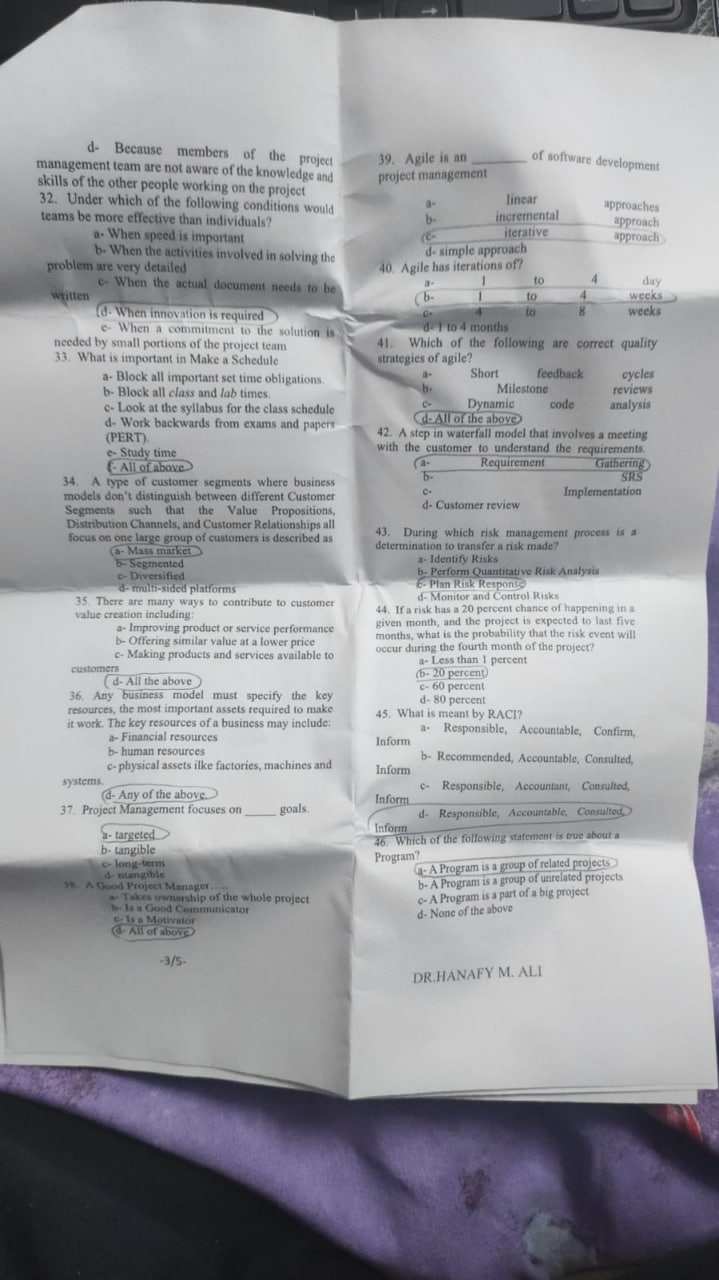 d- Because members of the project
management team are not aware of the knowledge and
skills of the other people working on the project
32. Under which of the following conditions would
teams be more effective than individuals?
a- When speed is important
b- When the activities involved in solving the
problem are very detailed
c- When the actual document needs to be
written
d- When innovation is required
e- When a commitment to the solution is
needed by small portions of the project team
33. What is important in Make a Schedule
a- Block all important set time obligations.
b- Block all class and lab times.
c- Look at the syllabus for the class schedule
d- Work backwards from exams and papers
(PERT).
e- Study time
f- All of above
34. A type of customer segments where business
models don't distinguish between different Customer
Segments such that the Value Propositions,
Distribution Channels, and Customer Relationships all
focus on one large group of customers is described as
a- Mass market
b- Segmented
c- Diversified
d- multi-sided platforms
35. There are many ways to contribute to customer
value creation including:
a- Improving product or service performance
b- Offering similar value at a lower price
c- Making products and services available to
customers
d- All the above
36. Any business model must specify the key
resources, the most important assets required to make
it work. The key resources of a business may include:
a- Financial resources
b- human resources
c- physical assets ilke factories, machines and
systems.
d- Any of the above.
37. Project Management focuses on _____ goals.
a- targeted
b- tangible
c- long-term
d- ntangible
38. A Good Project Manager.....
a- Takes ownership of the whole project
b- Is a Good Communicator
c- Is a Motivator
d- All of above
-3/5-
39. Agile is an ________ of software development
project management
a- linear approaches
b- incremental approach
c- iterative approach
d- simple approach
40. Agile has iterations of?
a- 1 to 4 day
b- 1 to 4 weeks
c- 4 to 8 weeks
d- 1 to 4 months
41. Which of the following are correct quality
strategies of agile?
a- Short feedback cycles
b- Milestone reviews
c- Dynamic code analysis
d- All of the above
42. A step in waterfall model that involves a meeting
with the customer to understand the requirements.
a- Requirement Gathering
b- SRS
c- Implementation
d- Customer review
43. During which risk management process is a
determination to transfer a risk made?
a- Identify Risks
b- Perform Quantitative Risk Analysis
c- Plan Risk Response
d- Monitor and Control Risks
44. If a risk has a 20 percent chance of happening in a
given month, and the project is expected to last five
months, what is the probability that the risk event will
occur during the fourth month of the project?
a- Less than 1 percent
b- 20 percent
c- 60 percent
d- 80 percent
45. What is meant by RACI?
a- Responsible, Accountable, Confirm,
Inform
b- Recommended, Accountable, Consulted,
Inform
c- Responsible, Accountant, Consulted,
Inform
d- Responsible, Accountable, Consulted,
Inform
46. Which of the following statement is true about a
Program?
a- A Program is a group of related projects
b- A Program is a group of unrelated projects
c- A Program is a part of a big project
d- None of the above
DR.HANAFY M. ALI